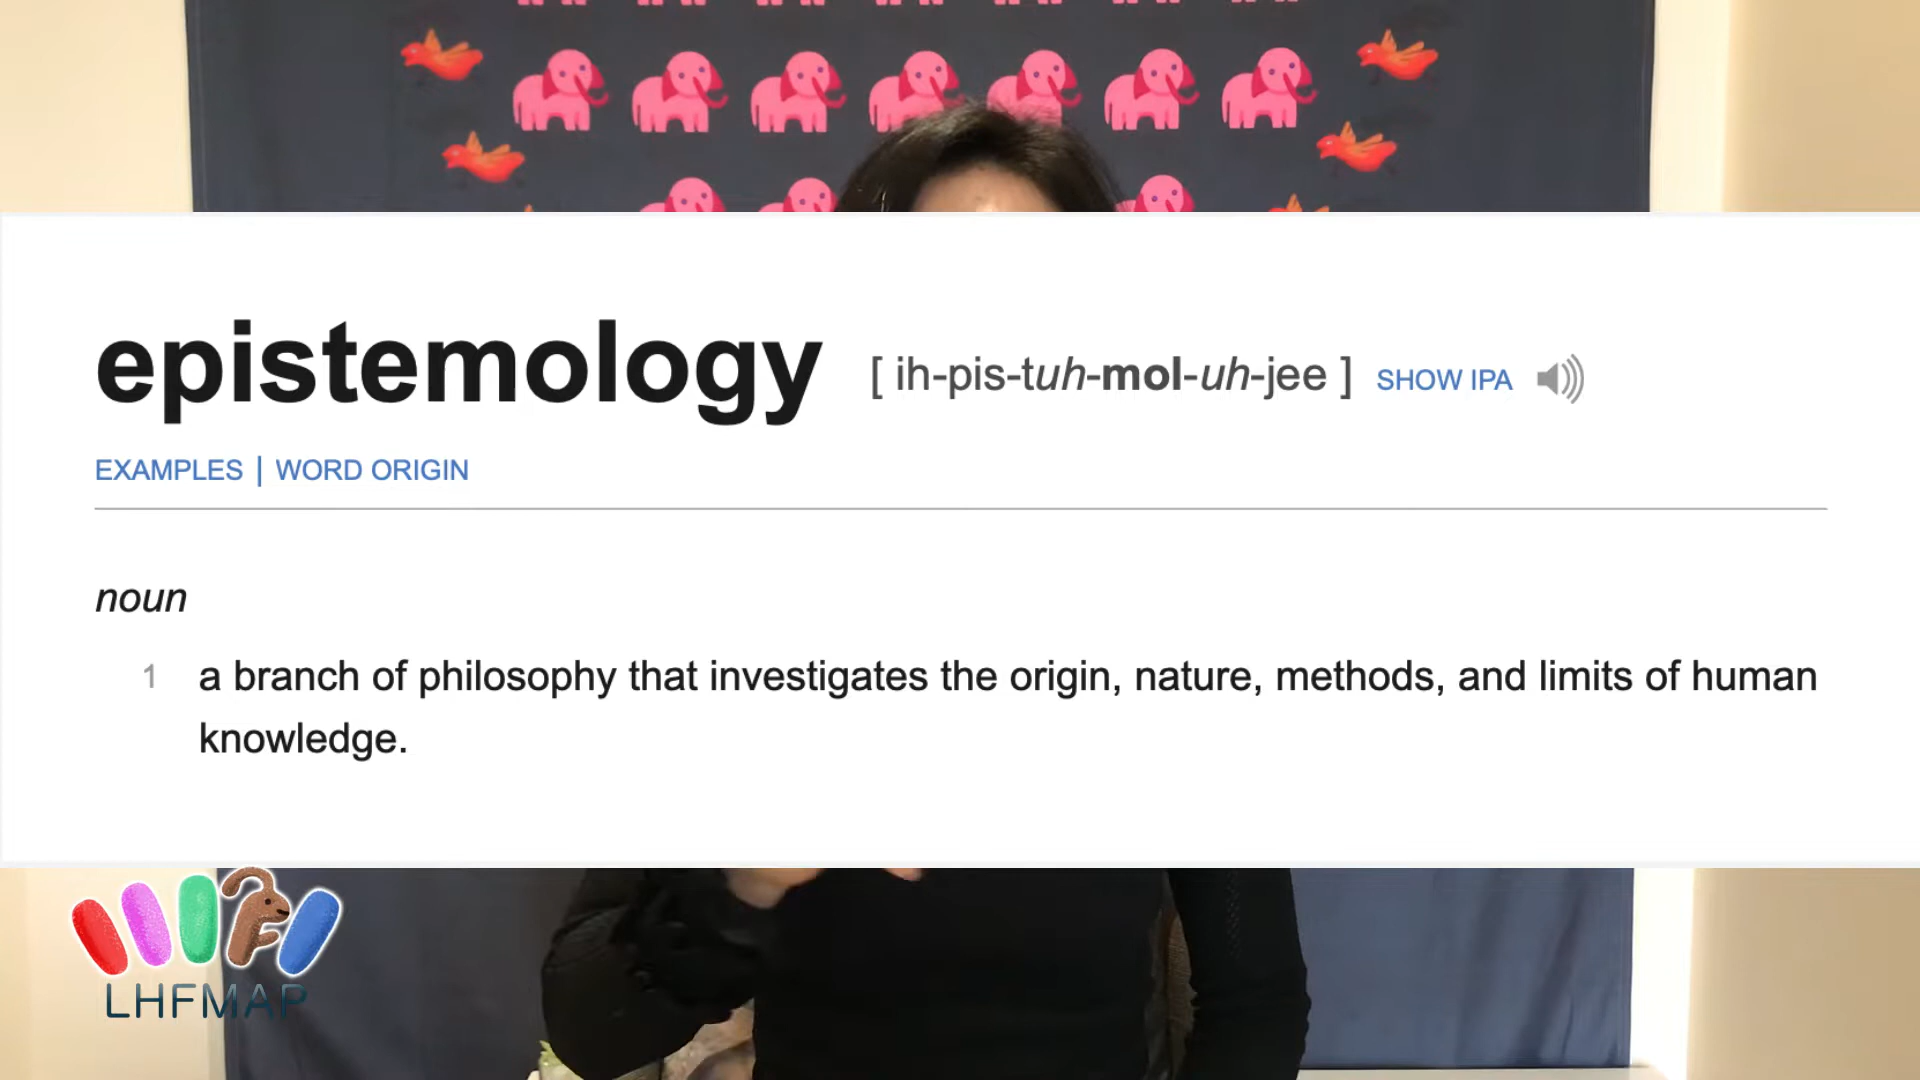 epistemology [ ih-pis-tuh-mol-uh-jee ] SHOW IPA
EXAMPLES | WORD ORIGIN
noun
1 a branch of philosophy that investigates the origin, nature, methods, and limits of human
knowledge.
LHFMAP